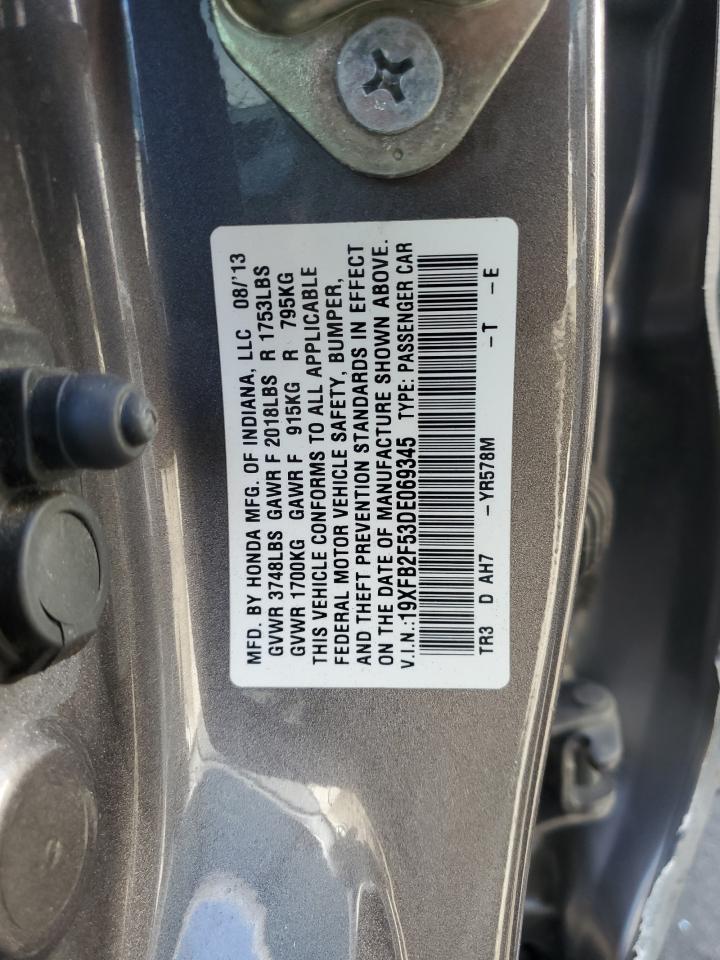 MFD. BY HONDA MFG. OF INDIANA, LLC 08/'13
GVWR 3748LBS GAWR F 2018LBS R 1753LBS
GVWR 1700KG GAWR F 915KG R 795KG
THIS VEHICLE CONFORMS TO ALL APPLICABLE
FEDERAL MOTOR VEHICLE SAFETY, BUMPER,
AND THEFT PREVENTION STANDARDS IN EFFECT
ON THE DATE OF MANUFACTURE SHOWN ABOVE.
V.I.N.:19XFB2F53DE069345 TYPE: PASSENGER CAR
TR3 D AH7 -YR578M -T -E